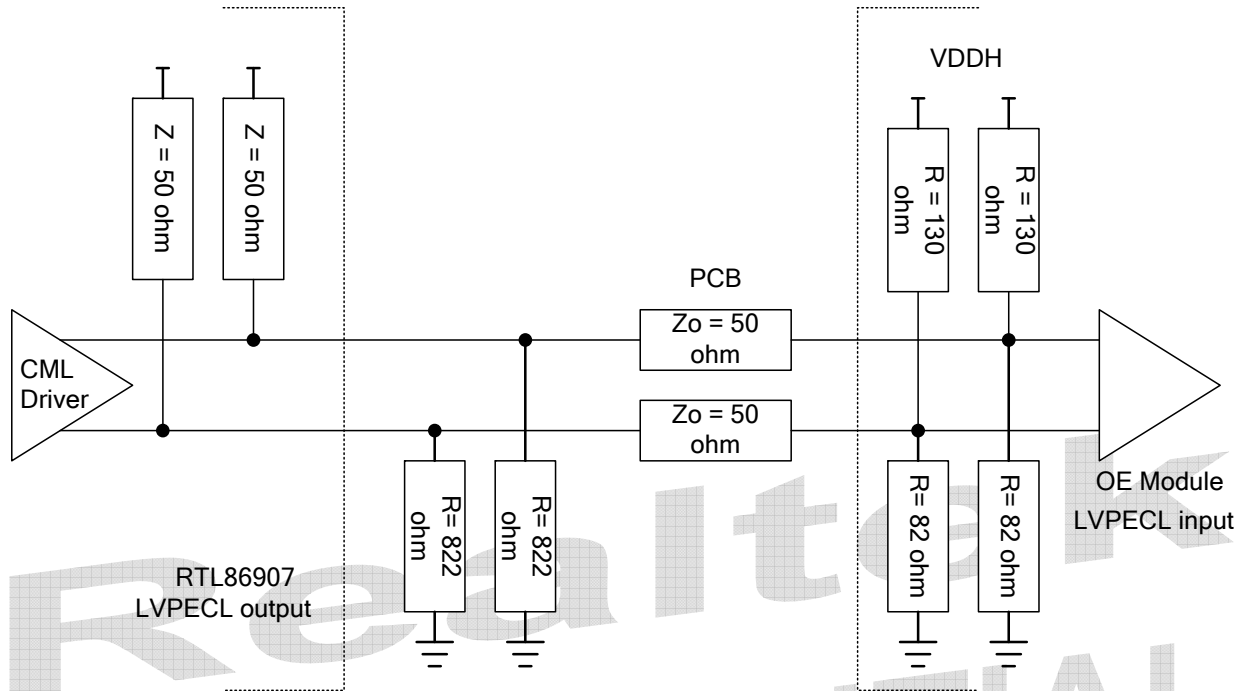 VDDH
Z = 50 ohm
Z = 50 ohm
R = 130
ohm
R = 130
ohm
PCB
Zo = 50
ohm
CML
Driver
Zo = 50
ohm
R= 822
ohm
R= 822
ohm
R= 82 ohm
R= 82 ohm
OE Module
LVPECL input
RTL86907
LVPECL output
Realtek